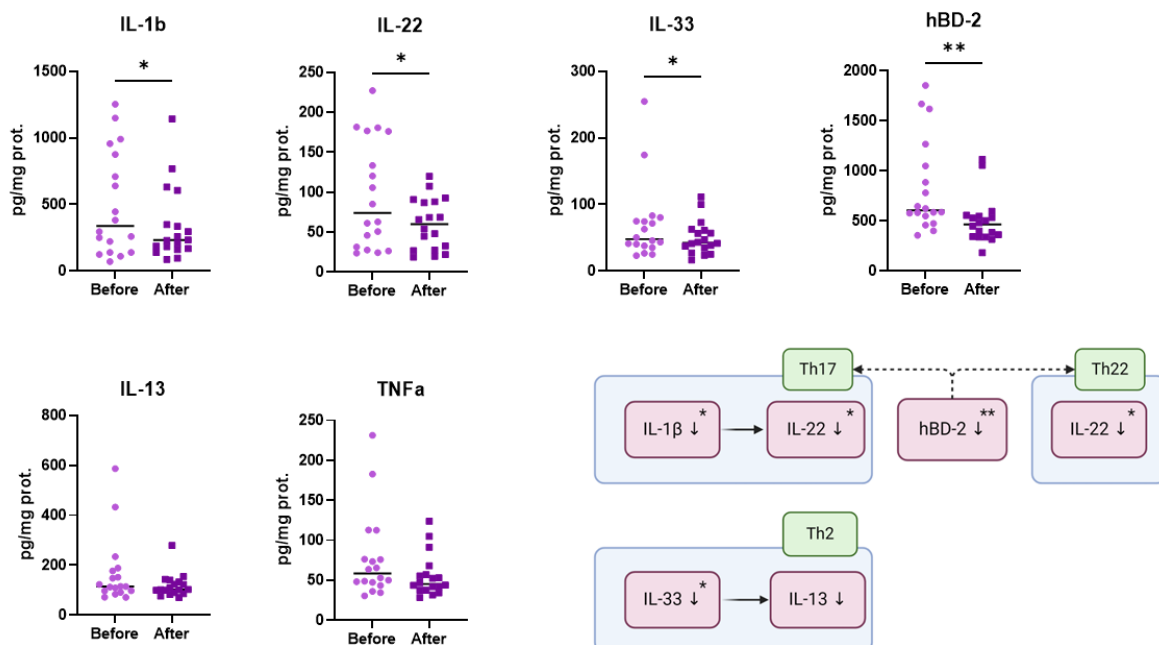 IL-1b
*
1500
1000
500
0
pg/mg prot.
Before After
IL-22
*
250
200
150
100
50
0
pg/mg prot.
Before After
IL-33
*
300
200
100
0
pg/mg prot.
Before After
hBD-2
**
2000
1500
1000
500
0
pg/mg prot.
Before After
IL-13
800
600
400
200
0
pg/mg prot.
Before After
TNFa
250
200
150
100
50
0
pg/mg prot.
Before After
Th17
Th22
IL-1β ↓*
IL-22 ↓*
hBD-2 ↓**
IL-22 ↓*
Th2
IL-33 ↓*
IL-13 ↓